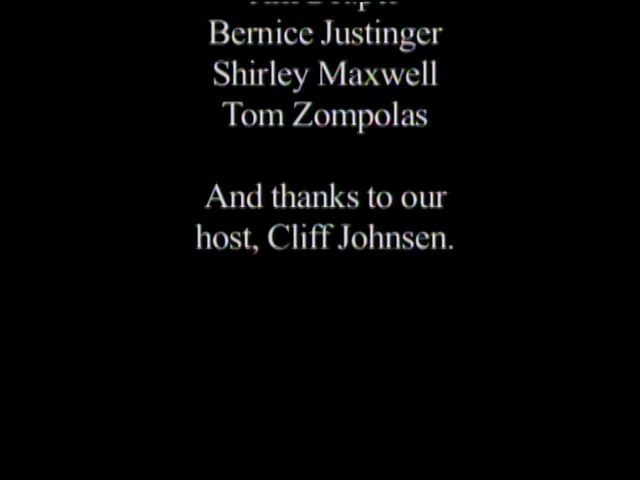 Bernice Justinger
Shirley Maxwell
Tom Zompolas
And thanks to our
host, Cliff Johnsen.